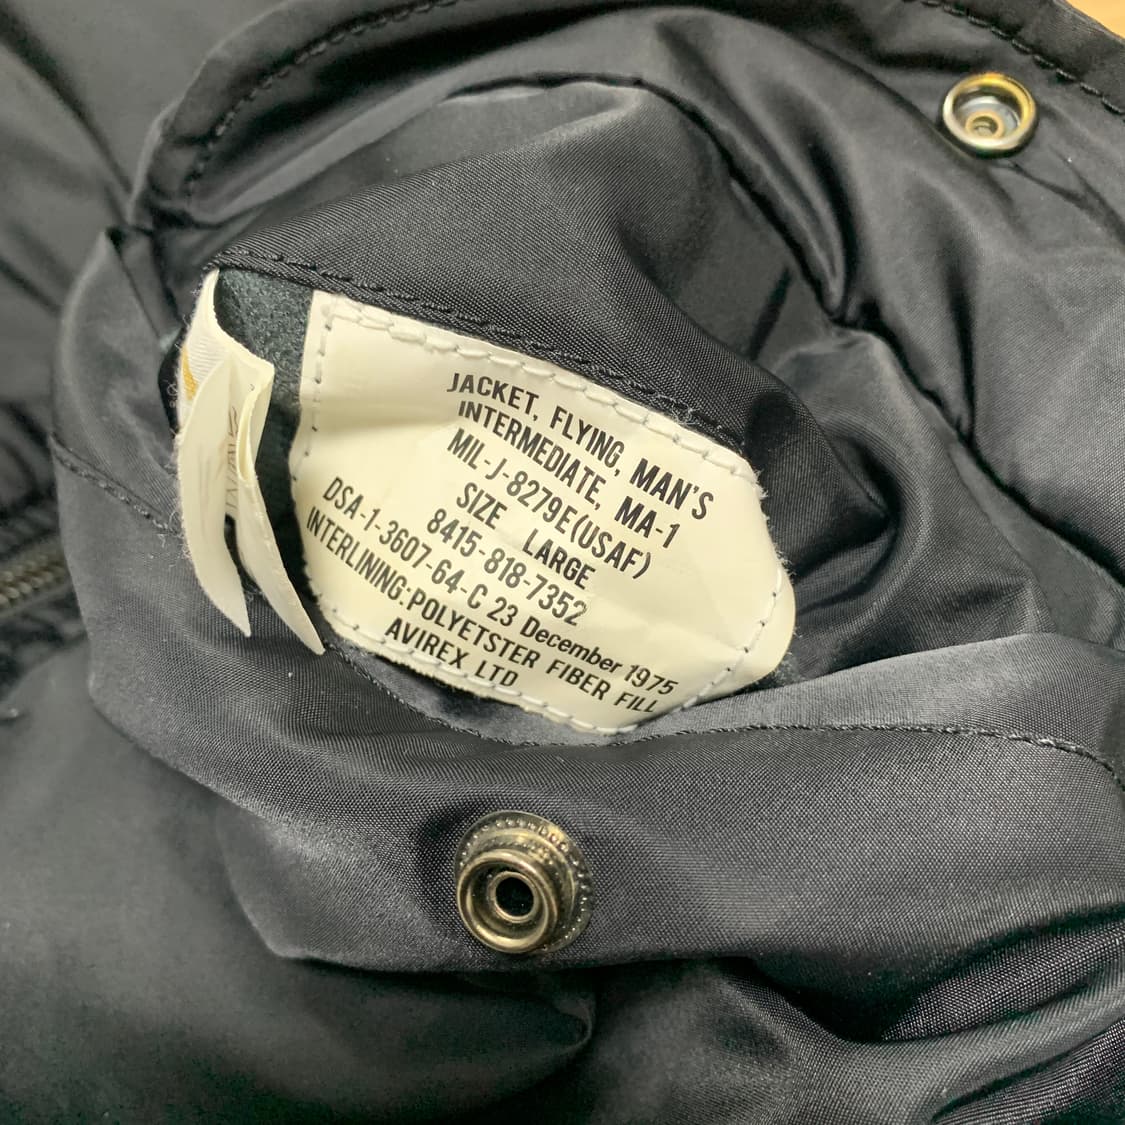 JACKET, FLYING, MAN'S
INTERMEDIATE, MA-1
MIL-J-8279E(USAF)
SIZE LARGE
8415-818-7352
DSA-1-3607-64-C 23 December 1975
INTERLINING:POLYETSTER FIBER FILL
AVIREX LTD